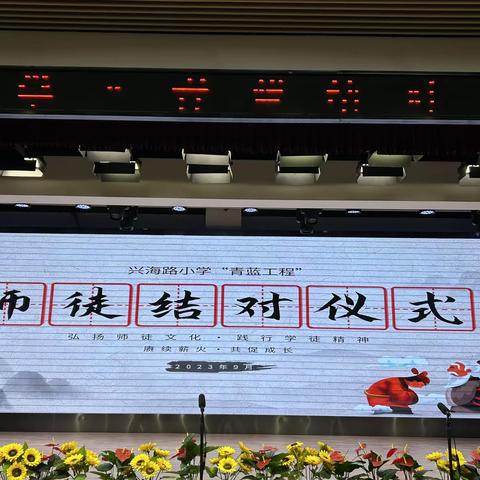 兴海路小学“青蓝工程”
师徒结对仪式
弘扬师徒文化·践行学徒精神
赓续薪火·共促成长
2023年9月